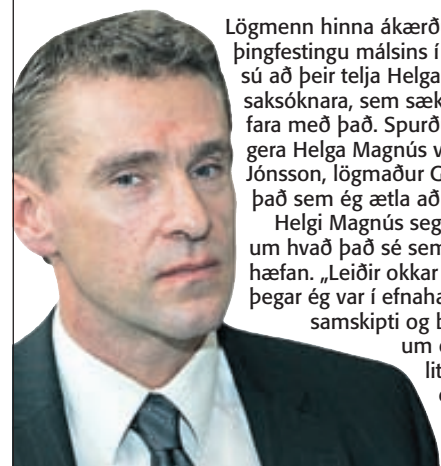 Lögmenn hinna ákærð
þingfestingu málsins í
sú að þeir telja Helga
saksóknara, sem sæk
fara með það. Spurð
gera Helga Magnús v
Jónsson, lögmaður G
það sem ég ætla að
Helgi Magnús seg
um hvað það sé sem
hæfan. „Leiðir okkar
þegar ég var í efnaha
samskipti og b
um
lit